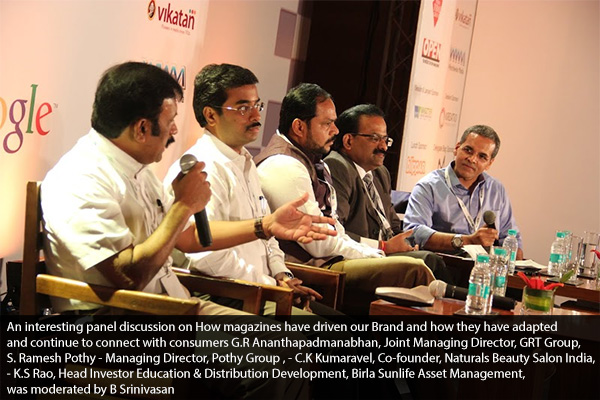 vikatan
ogle
OPEN
vikatan
An interesting panel discussion on How magazines have driven our Brand and how they have adapted
and continue to connect with consumers G.R Ananthapadmanabhan, Joint Managing Director, GRT Group,
S. Ramesh Pothy - Managing Director, Pothy Group , - C.K Kumaravel, Co-founder, Naturals Beauty Salon India,
- K.S Rao, Head Investor Education & Distribution Development, Birla Sunlife Asset Management,
was moderated by B Srinivasan